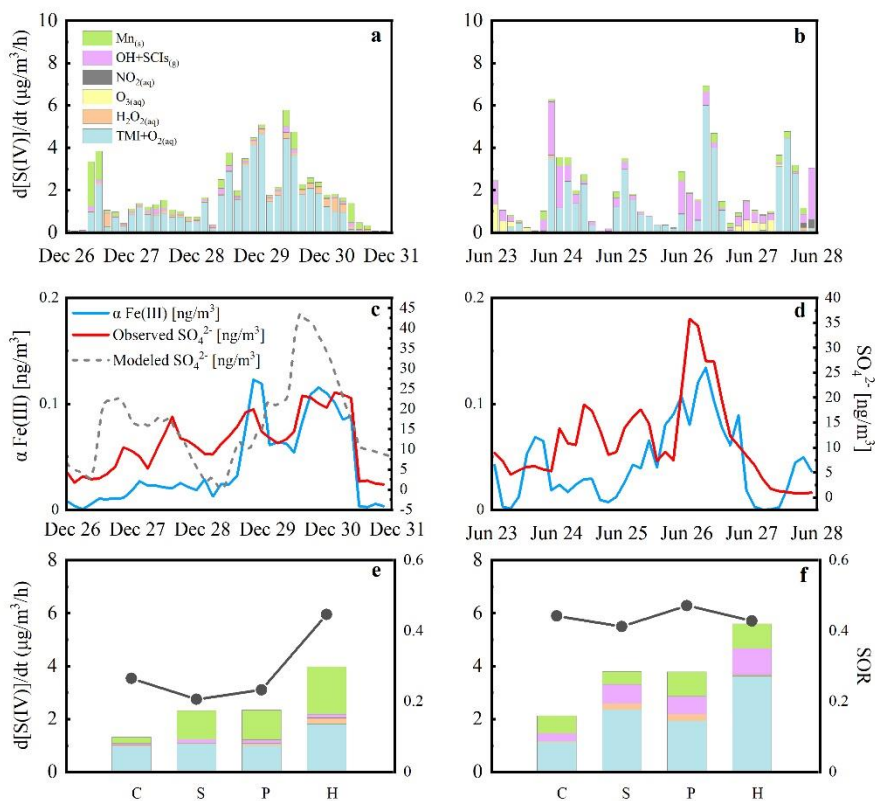 10
8
6
4
2
0
d[S(IV)]/dt (μg/m³/h)
a
Mn(s)
OH+SCIs(g)
NO₂(aq)
O₃(aq)
H₂O₂(aq)
TMI+O₂(aq)
Dec 26 Dec 27 Dec 28 Dec 29 Dec 30 Dec 31
10
8
6
4
2
0
b
Jun 23 Jun 24 Jun 25 Jun 26 Jun 27 Jun 28
0.2
0.1
0
α Fe(III) [ng/m³]
c
α Fe(III) [ng/m³]
Observed SO₄²⁻ [ng/m³]
Modeled SO₄²⁻ [ng/m³]
45
40
35
30
25
20
15
10
5
0
-5
Dec 26 Dec 27 Dec 28 Dec 29 Dec 30 Dec 31
0.2
0.1
0
d
40
35
30
25
20
15
10
5
0
SO₄²⁻ [ng/m³]
Jun 23 Jun 24 Jun 25 Jun 26 Jun 27 Jun 28
8
6
4
2
0
d[S(IV)]/dt (μg/m³/h)
e
0.6
0.4
0.2
0
C S P H
8
6
4
2
0
f
0.6
0.4
0.2
0
SOR
C S P H